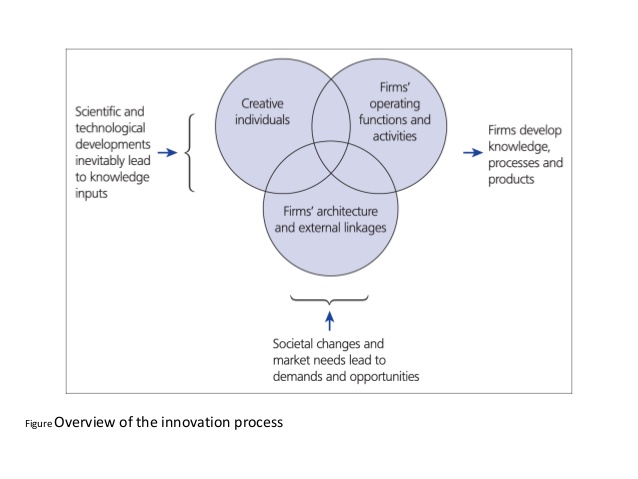 Creative
individuals
Firms'
operating
functions and
activities
Scientific and
technological
developments
inevitably lead
to knowledge
inputs
Firms develop
knowledge,
processes and
products
Firms' architecture
and external linkages
Societal changes and
market needs lead to
demands and opportunities
Figure Overview of the innovation process